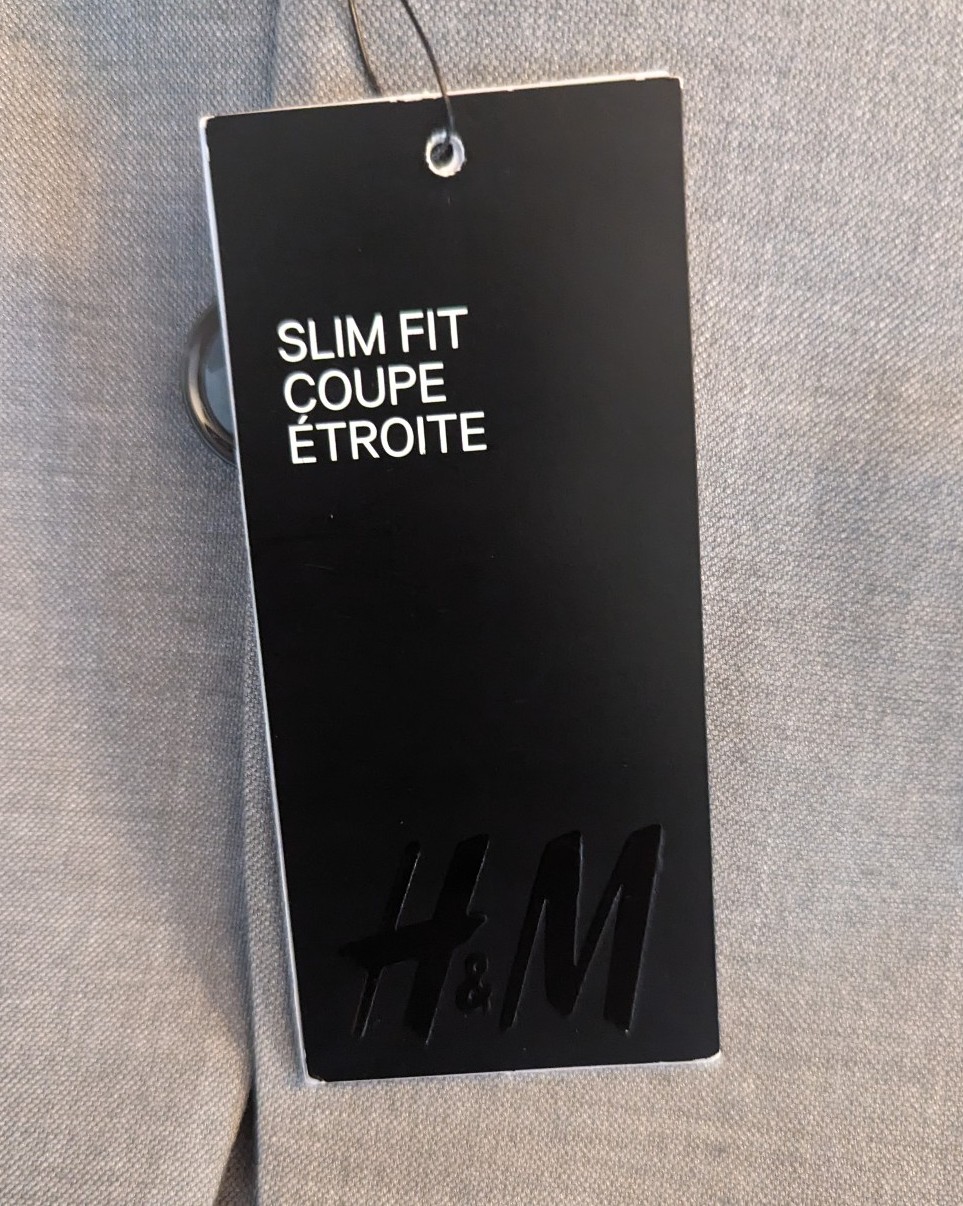 SLIM FIT
COUPE
ÉTROITE
H&M